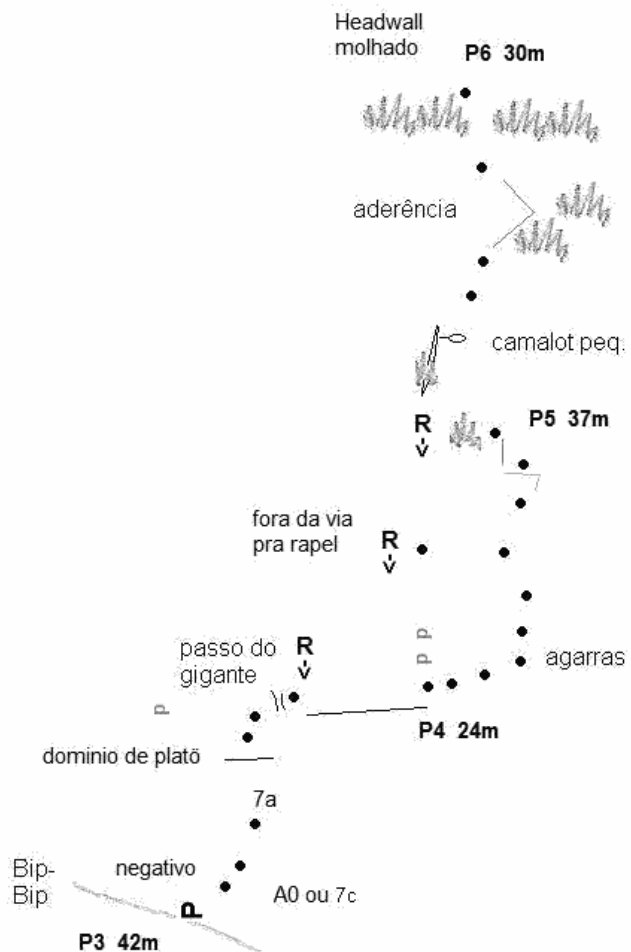 Headwall
molhado
P6 30m
aderência
camalot peq.
R
P5 37m
fora da via
pra rapel
R
p
p
passo do
gigante
R
p
p
agarras
p
P4 24m
dominio de platô
7a
Bip-
Bip
negativo
A0 ou 7c
P
P3 42m